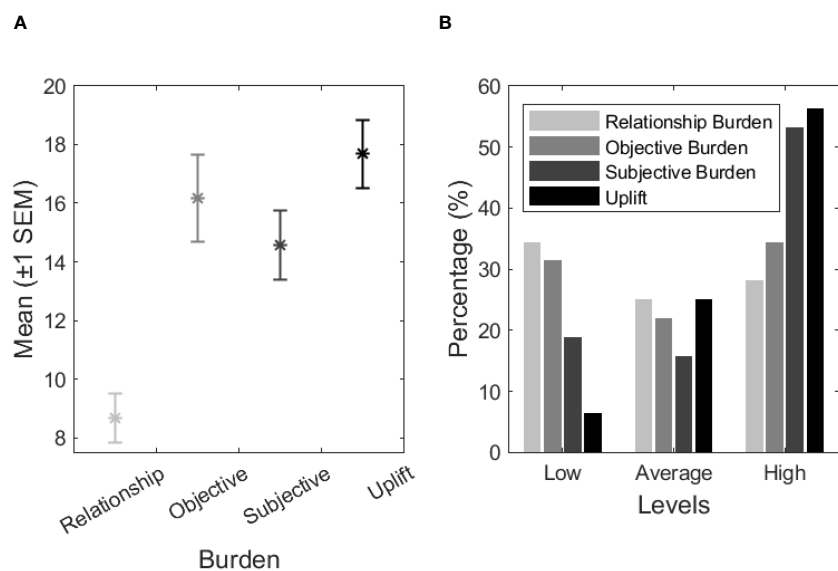 A
20
18
16
14
12
10
8
Mean (±1 SEM)
Relationship
Objective
Subjective
Uplift
Burden
B
60
50
40
30
20
10
0
Percentage (%)
Relationship Burden
Objective Burden
Subjective Burden
Uplift
Low
Average
High
Levels